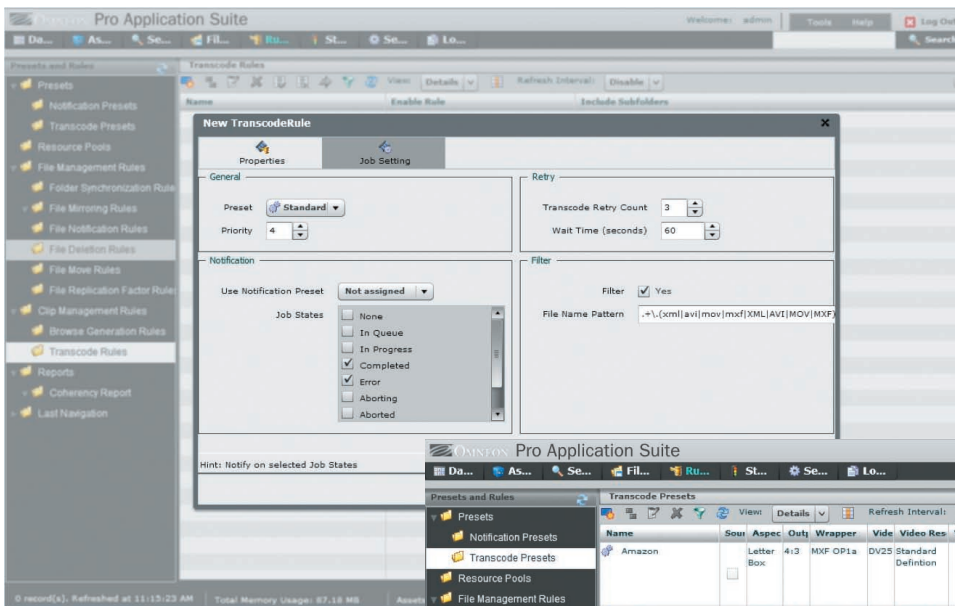 OMNEON Pro Application Suite
Welcome: admin Tools Help Log Out
Da... As... Se... Fil... Ru... St... Se... Lo... Search
Presets and Rules
Presets
Notification Presets
Transcode Presets
Resource Pools
File Management Rules
Folder Synchronization Rule
File Mirroring Rules
File Notification Rules
File Deletion Rules
File Move Rules
File Replication Factor Rules
Clip Management Rules
Browse Generation Rules
Transcode Rules
Reports
Coherency Report
Last Navigation
Transcode Rules
View: Details Refresh Interval: Disable
Name Enable Rule Include Subfolders
New TranscodeRule
Properties Job Setting
General
Preset Standard
Priority 4
Retry
Transcode Retry Count 3
Wait Time (seconds) 60
Notification
Use Notification Preset Not assigned
Job States
None
In Queue
In Progress
Completed
Error
Aborting
Aborted
Filter
Filter Yes
File Name Pattern .+\.(xml|avi|mov|mxf|XML|AVI|MOV|MXF)
Hint: Notify on selected Job States
0 record(s). Refreshed at 11:15:23 AM Total Memory Usage: 87.18 MB Assets
OMNEON Pro Application Suite
Da... As... Se... Fil... Ru... St... Se... Lo...
Presets and Rules
Presets
Notification Presets
Transcode Presets
Resource Pools
File Management Rules
Transcode Presets
View: Details Refresh Interval:
Name Sour Aspec Outp Wrapper Vide Video Res
Amazon Letter Box 4:3 MXF OP1a DV25 Standard Defintion